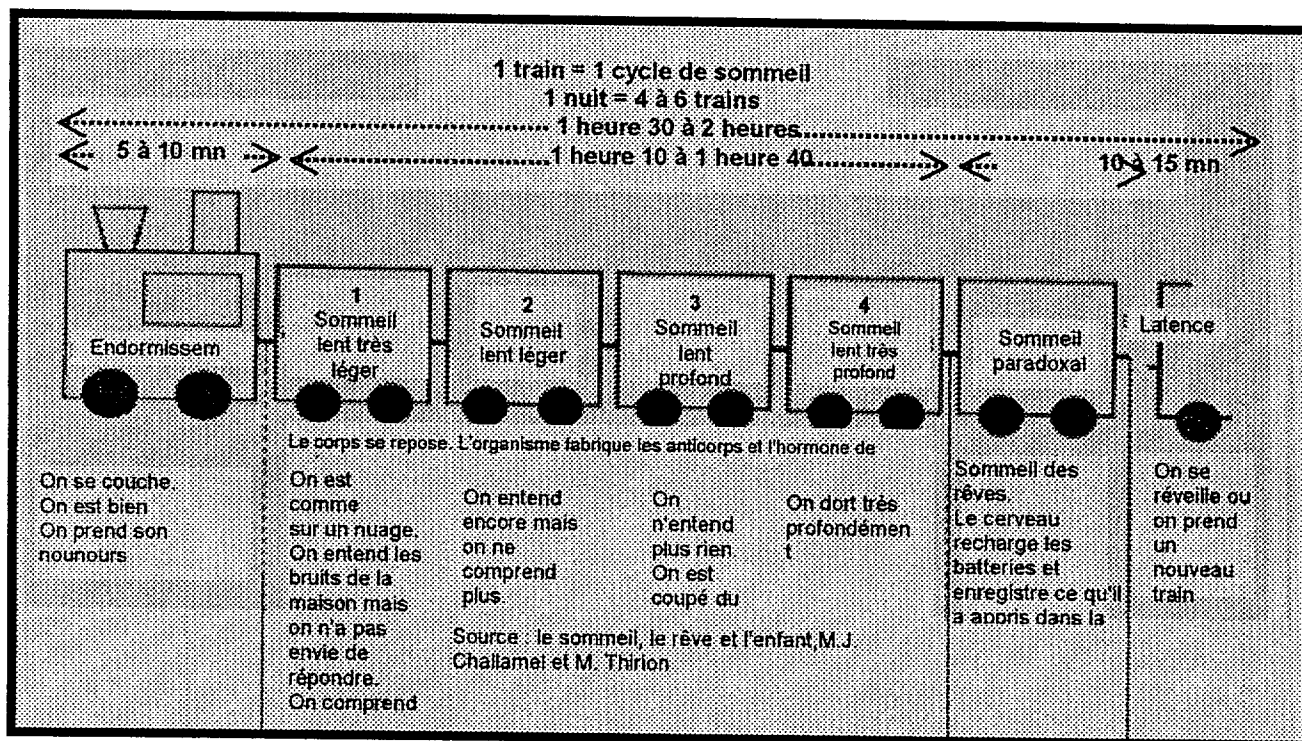 1 train = 1 cycle de sommeil
1 nuit = 4 à 6 trains
1 heure 30 à 2 heures
5 à 10 mn
1 heure 10 à 1 heure 40
10 à 15 mn
Endormissem
1
Sommeil
lent très
léger
2
Sommeil
lent léger
3
Sommeil
lent
profond
4
Sommeil
lent très
profond
Sommeil
paradoxal
Latence
Le corps se repose. L'organisme fabrique les anticorps et l'hormone de
On se couche.
On est bien
On prend son
nounours
On est
comme
sur un nuage.
On entend les
bruits de la
maison mais
on n'a pas
envie de
répondre.
On comprend
On entend
encore mais
on ne
comprend
plus
On
n'entend
plus rien
On est
coupé du
On dort très
profondémen
t
Sommeil des
rêves.
Le cerveau
recharge les
batteries et
enregistre ce qu'il
a appris dans la
On se
réveille ou
on prend
un
nouveau
train
Source : le sommeil, le rêve et l'enfant,M.J.
Challamel et M. Thirion